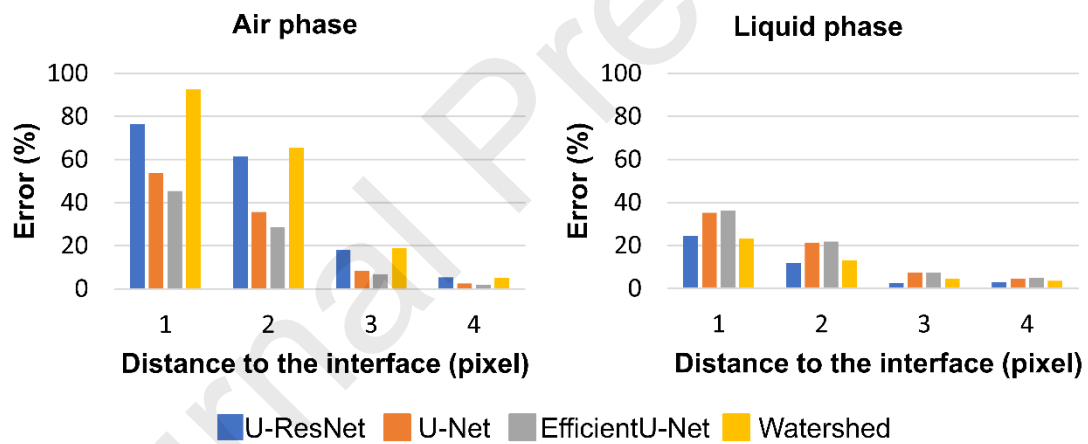 Air phase
Liquid phase
Error (%)
100
80
60
40
20
0
1 2 3 4
Distance to the interface (pixel)
Error (%)
100
80
60
40
20
0
1 2 3 4
Distance to the interface (pixel)
U-ResNet U-Net EfficientU-Net Watershed
rnal Pre